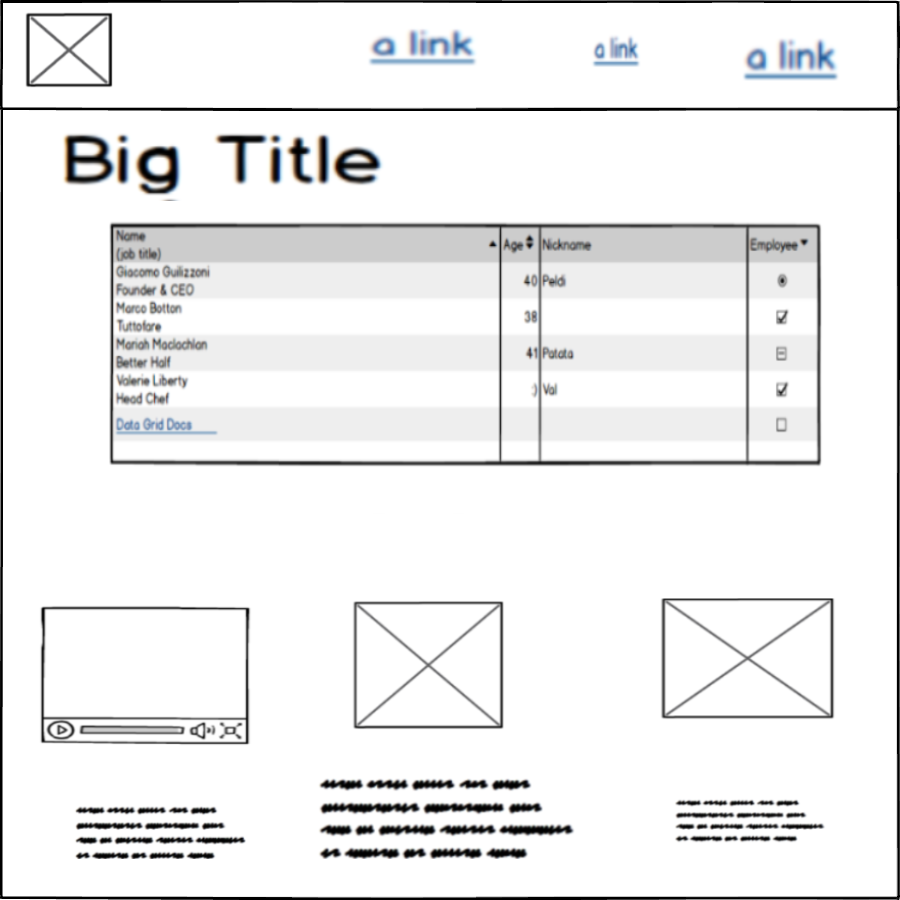 a link
a link
a link
Big Title
Name
(job title)
Age
Nickname
Employee
Giacomo Guilizzoni
Founder & CEO
40
Peldi
Marco Botton
Tuttofare
38
Mariah Maclachlan
Better Half
41
Patata
Valerie Liberty
Head Chef
:)
Val
Data Grid Docs